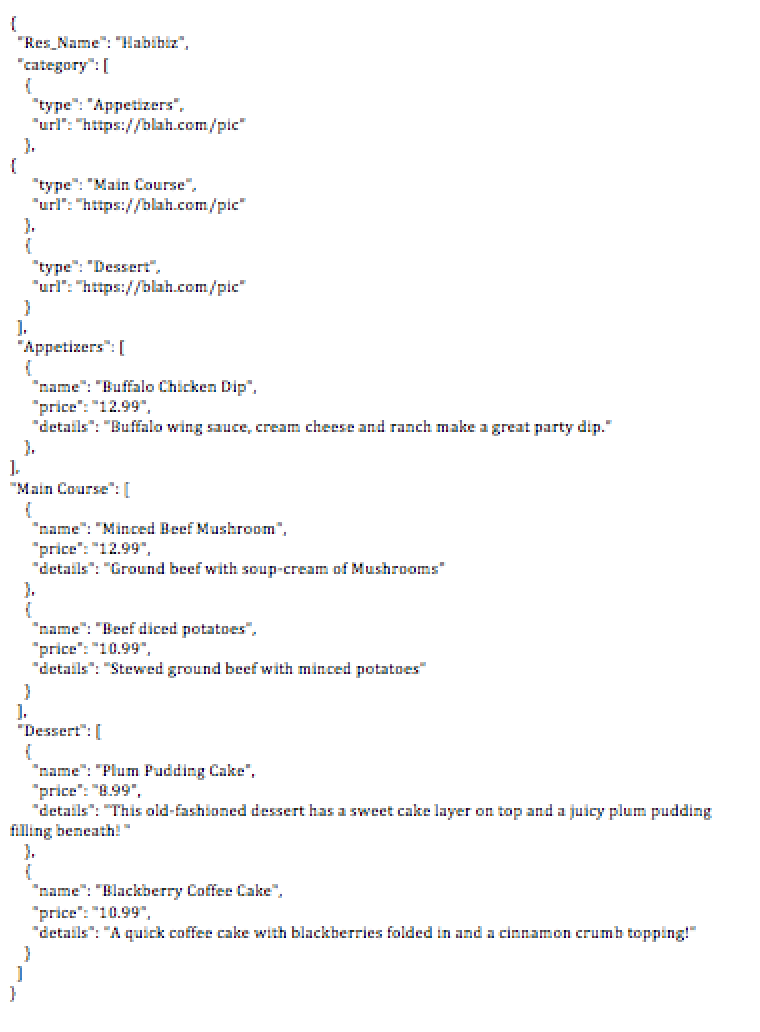 {
"Res_Name": "Habibiz",
"category": [
{
"type": "Appetizers",
"url": "https://blah.com/pic"
},
{
"type": "Main Course",
"url": "https://blah.com/pic"
},
{
"type": "Dessert",
"url": "https://blah.com/pic"
}
],
"Appetizers": [
{
"name": "Buffalo Chicken Dip",
"price": "12.99",
"details": "Buffalo wing sauce, cream cheese and ranch make a great party dip."
},
],
"Main Course": [
{
"name": "Minced Beef Mushroom",
"price": "12.99",
"details": "Ground beef with soup-cream of Mushrooms"
},
{
"name": "Beef diced potatoes",
"price": "10.99",
"details": "Stewed ground beef with minced potatoes"
}
],
"Dessert": [
{
"name": "Plum Pudding Cake",
"price": "8.99",
"details": "This old-fashioned dessert has a sweet cake layer on top and a juicy plum pudding
filling beneath! "
},
{
"name": "Blackberry Coffee Cake",
"price": "10.99",
"details": "A quick coffee cake with blackberries folded in and a cinnamon crumb topping!"
}
]
}